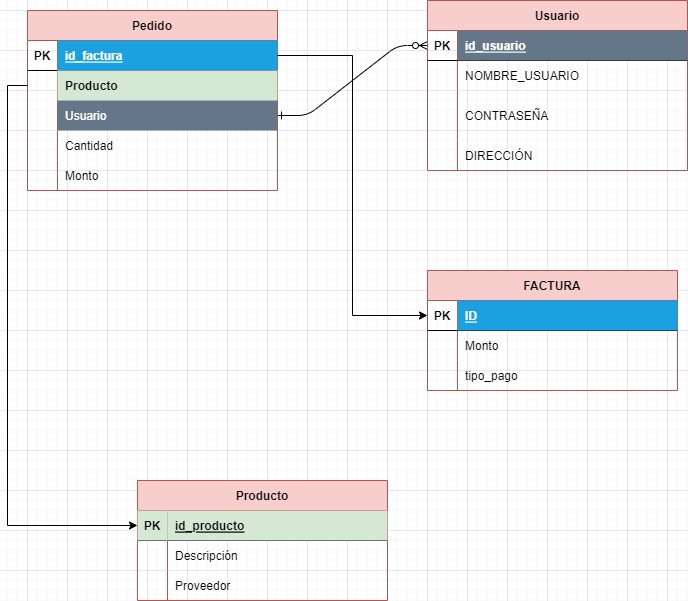 Pedido
PK id_factura
Producto
Usuario
Cantidad
Monto
Usuario
PK id_usuario
NOMBRE_USUARIO
CONTRASEÑA
DIRECCIÓN
FACTURA
PK ID
Monto
tipo_pago
Producto
PK id_producto
Descripción
Proveedor